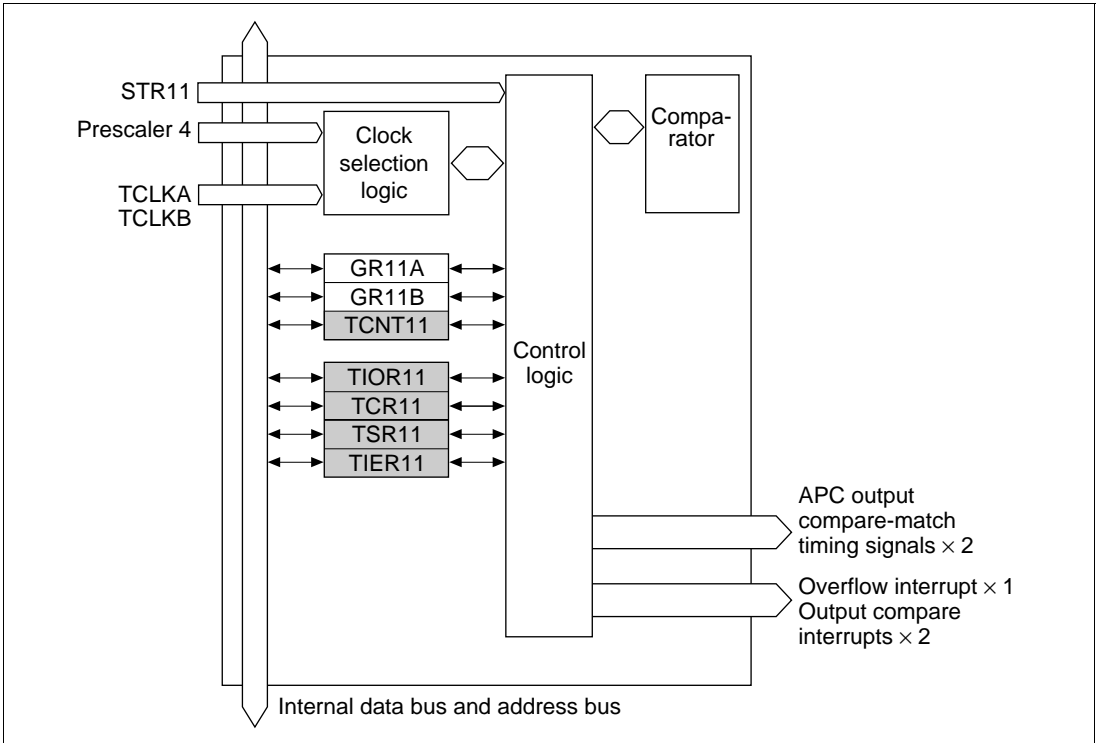 STR11
Prescaler 4
TCLKA
TCLKB
Clock
selection
logic
Compa-
rator
GR11A
GR11B
TCNT11
TIOR11
TCR11
TSR11
TIER11
Control
logic
APC output
compare-match
timing signals × 2
Overflow interrupt × 1
Output compare
interrupts × 2
Internal data bus and address bus